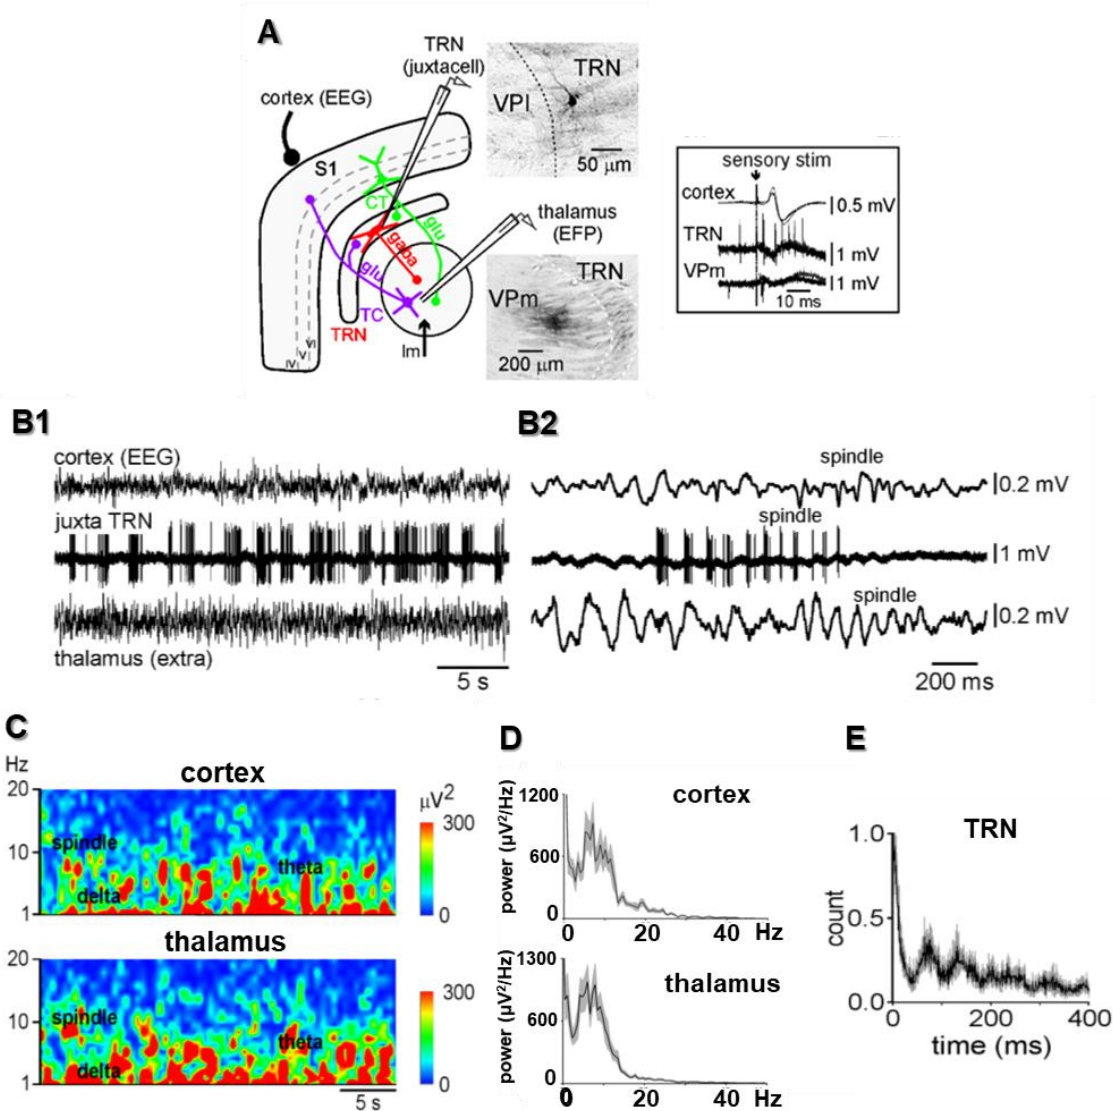 A
TRN
(juxtacell)
cortex (EEG)
S1
CT
glu
gaba
glu
TC
TRN
lm
IV
V
VI
thalamus
(EFP)
TRN
VPl
50 µm
TRN
VPm
200 µm
sensory stim
cortex
0.5 mV
TRN
1 mV
VPm
1 mV
10 ms
B1
cortex (EEG)
juxta TRN
thalamus (extra)
5 s
B2
spindle
0.2 mV
spindle
1 mV
spindle
0.2 mV
200 ms
C
Hz
cortex
20
10
1
spindle
theta
delta
µV2
300
0
thalamus
20
10
1
spindle
theta
delta
300
0
5 s
D
cortex
power (µV2/Hz)
1200
600
0
0 20 40 Hz
thalamus
power (µV2/Hz)
1300
600
0
0 20 40 Hz
E
TRN
count
1.0
0.5
0.0
0 200 400
time (ms)